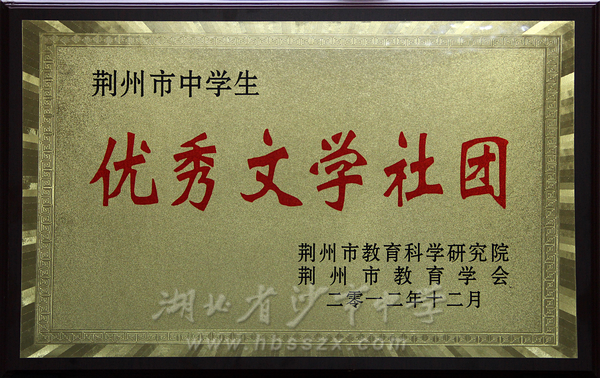 荆州市中学生
优秀文学社团
荆州市教育科学研究院
荆州市教育学会
二零一二年十二月
湖北省沙市中学
www.hbsszx.com